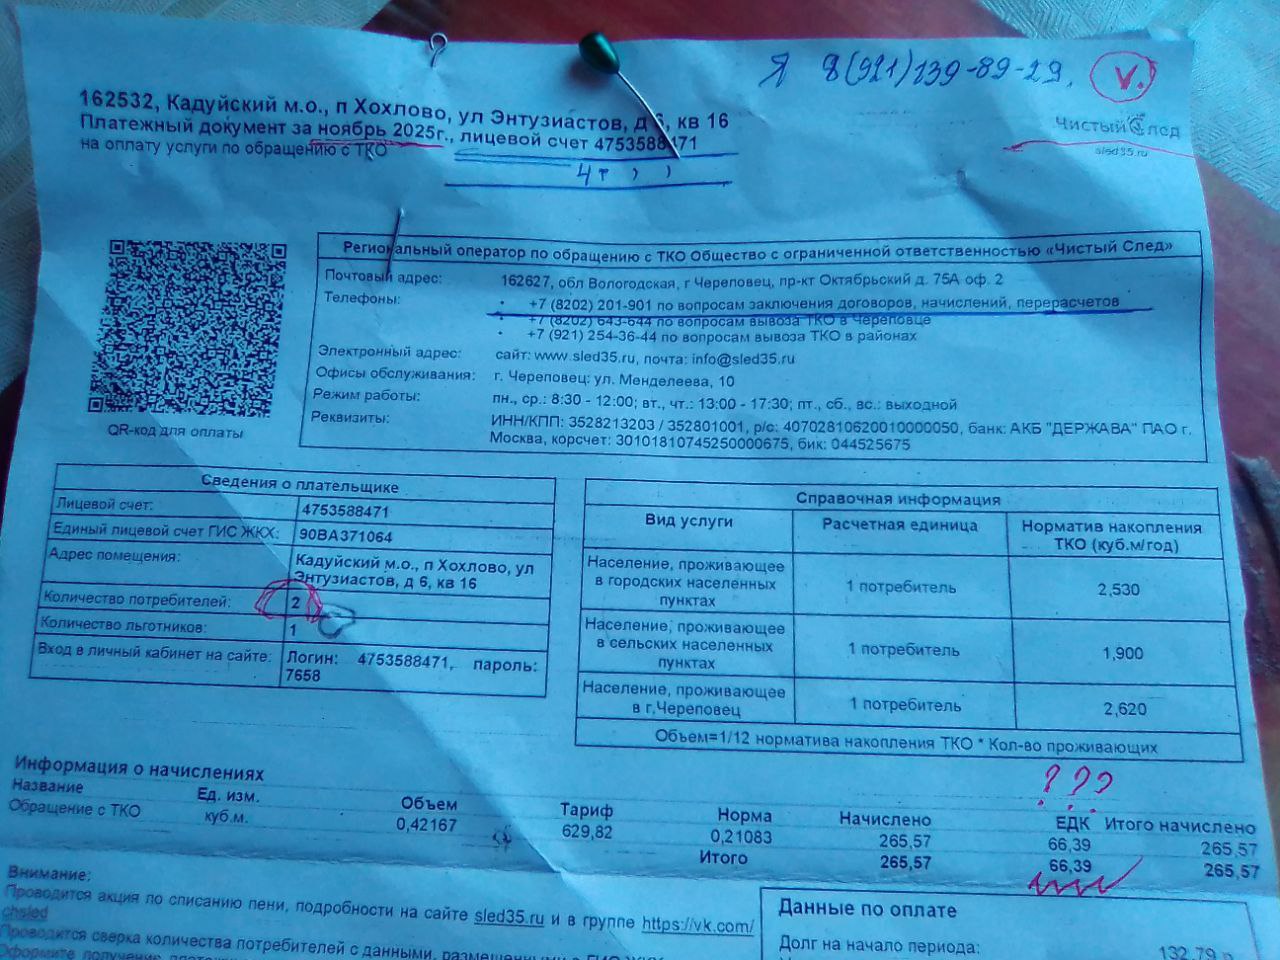 Я 8(921)139-89-29. V.
162532, Кадуйский м.о., п Хохлово, ул Энтузиастов, д 6, кв 16
Платежный документ за ноябрь 2025г., лицевой счет 4753588471
на оплату услуги по обращению с ТКО
Чистый След
sled35.ru
QR-код для оплаты
Региональный оператор по обращению с ТКО Общество с ограниченной ответственностью «Чистый След»
Почтовый адрес: 162627, обл Вологодская, г Череповец, пр-кт Октябрьский д. 75А оф. 2
Телефоны: • +7 (8202) 201-901 по вопросам заключения договоров, начислений, перерасчетов
• +7 (8202) 643-644 по вопросам вывоза ТКО в Череповце
• +7 (921) 254-36-44 по вопросам вывоза ТКО в районах
Электронный адрес: сайт: www.sled35.ru, почта: info@sled35.ru
Офисы обслуживания: г. Череповец: ул. Менделеева, 10
Режим работы: пн., ср.: 8:30 - 12:00; вт., чт.: 13:00 - 17:30; пт., сб., вс.: выходной
Реквизиты: ИНН/КПП: 3528213203 / 352801001, р/с: 40702810620010000050, банк: АКБ "ДЕРЖАВА" ПАО г.
Москва, корсчет: 30101810745250000675, бик: 044525675
Сведения о плательщике
Лицевой счет: 4753588471
Единый лицевой счет ГИС ЖКХ: 90ВА371064
Адрес помещения: Кадуйский м.о., п Хохлово, ул
Энтузиастов, д 6, кв 16
Количество потребителей: 2
Количество льготников: 1
Вход в личный кабинет на сайте: Логин: 4753588471, пароль:
7658
Справочная информация
Вид услуги Расчетная единица Норматив накопления
ТКО (куб.м/год)
Население, проживающее
в городских населенных
пунктах
1 потребитель 2,530
Население, проживающее
в сельских населенных
пунктах
1 потребитель 1,900
Население, проживающее
в г.Череповец
1 потребитель 2,620
Объем=1/12 норматива накопления ТКО * Кол-во проживающих
???
Информация о начислениях
Название Ед. изм. Объем Тариф Норма Начислено ЕДК Итого начислено
Обращение с ТКО куб.м. 0,42167 629,82 0,21083 265,57 66,39 265,57
Итого 265,57 66,39 265,57
Внимание:
Проводится акция по списанию пени, подробности на сайте sled35.ru и в группе https://vk.com/
chsled
Проводится сверка количества потребителей с данными, размещенными в ГИС ЖКХ
Данные по оплате
Долг на начало периода: 132,79 р.